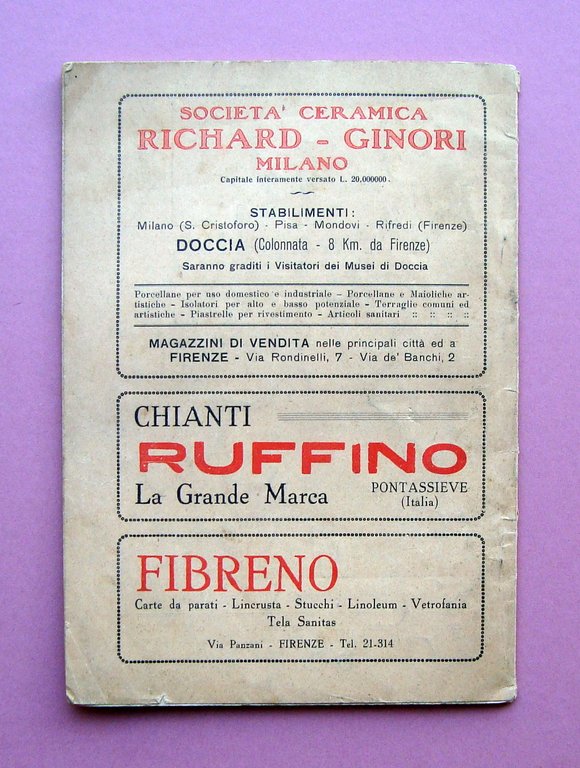 SOCIETA' CERAMICA
RICHARD - GINORI
MILANO
Capitale interamente versato L. 20.000000.
STABILIMENTI:
Milano (S. Cristoforo) - Pisa - Mondovì - Rifredi (Firenze)
DOCCIA (Colonnata - 8 Km. da Firenze)
Saranno graditi i Visitatori dei Musei di Doccia
Porcellane per uso domestico e industriale - Porcellane e Maioliche ar-
tistiche - Isolatori per alto e basso potenziale - Terraglie comuni ed
artistiche - Piastrelle per rivestimento - Articoli sanitari :: :: :: ::
MAGAZZINI DI VENDITA nelle principali città ed a
FIRENZE - Via Rondinelli, 7 - Via de' Banchi, 2
CHIANTI
RUFFINO
La Grande Marca PONTASSIEVE
(Italia)
FIBRENO
Carte da parati - Lincrusta - Stucchi - Linoleum - Vetrofania
Tela Sanitas
Via Panzani - FIRENZE - Tel. 21-314